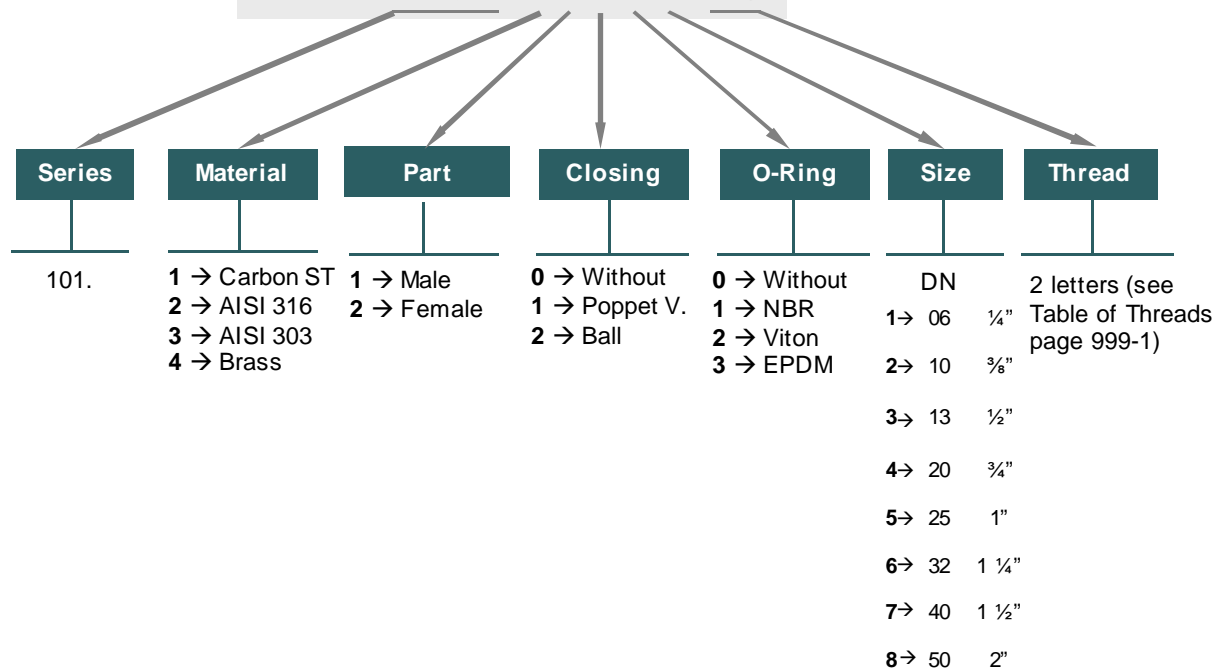 Series
Material
Part
Closing
O-Ring
Size
Thread
101.
1 → Carbon ST
2 → AISI 316
3 → AISI 303
4 → Brass
1 → Male
2 → Female
0 → Without
1 → Poppet V.
2 → Ball
0 → Without
1 → NBR
2 → Viton
3 → EPDM
DN
1→ 06 ¼”
2→ 10 ⅜”
3→ 13 ½”
4→ 20 ¾”
5→ 25 1”
6→ 32 1 ¼”
7→ 40 1 ½”
8→ 50 2”
2 letters (see
Table of Threads
page 999-1)